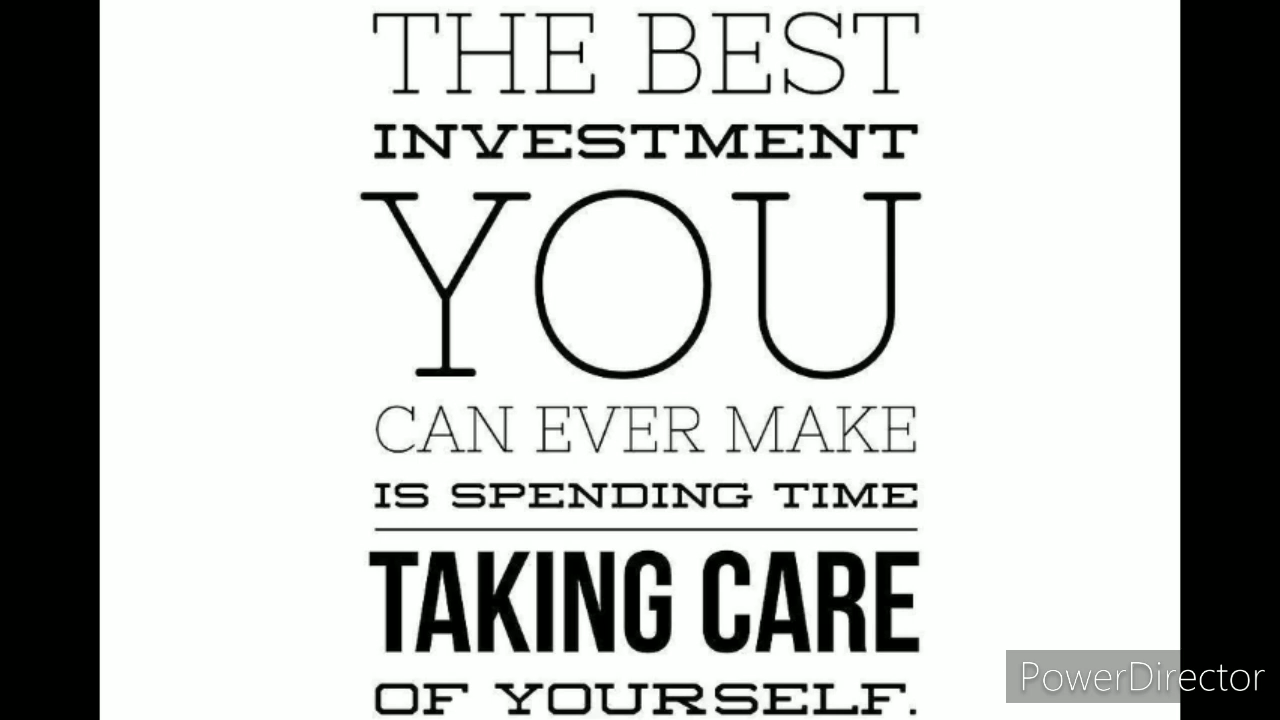 THE BEST
INVESTMENT
YOU
CAN EVER MAKE
IS SPENDING TIME
TAKING CARE
OF YOURSELF.
PowerDirector